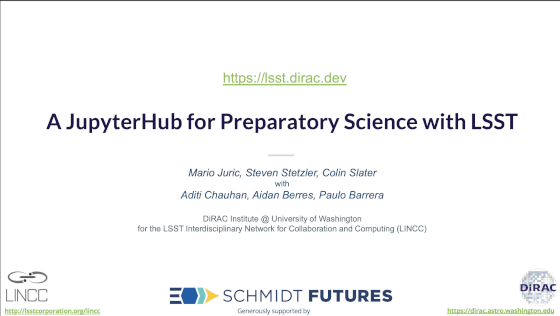 https://lsst.dirac.dev
A JupyterHub for Preparatory Science with LSST
Mario Juric, Steven Stetzler, Colin Slater
with
Aditi Chauhan, Aidan Berres, Paulo Barrera
DiRAC Institute @ University of Washington
for the LSST Interdisciplinary Network for Collaboration and Computing (LINCC)
LINCC
SCHMIDT FUTURES
DiRAC
http://lsstcorporation.org/lincc
Generously supported by
https://dirac.astro.washington.edu